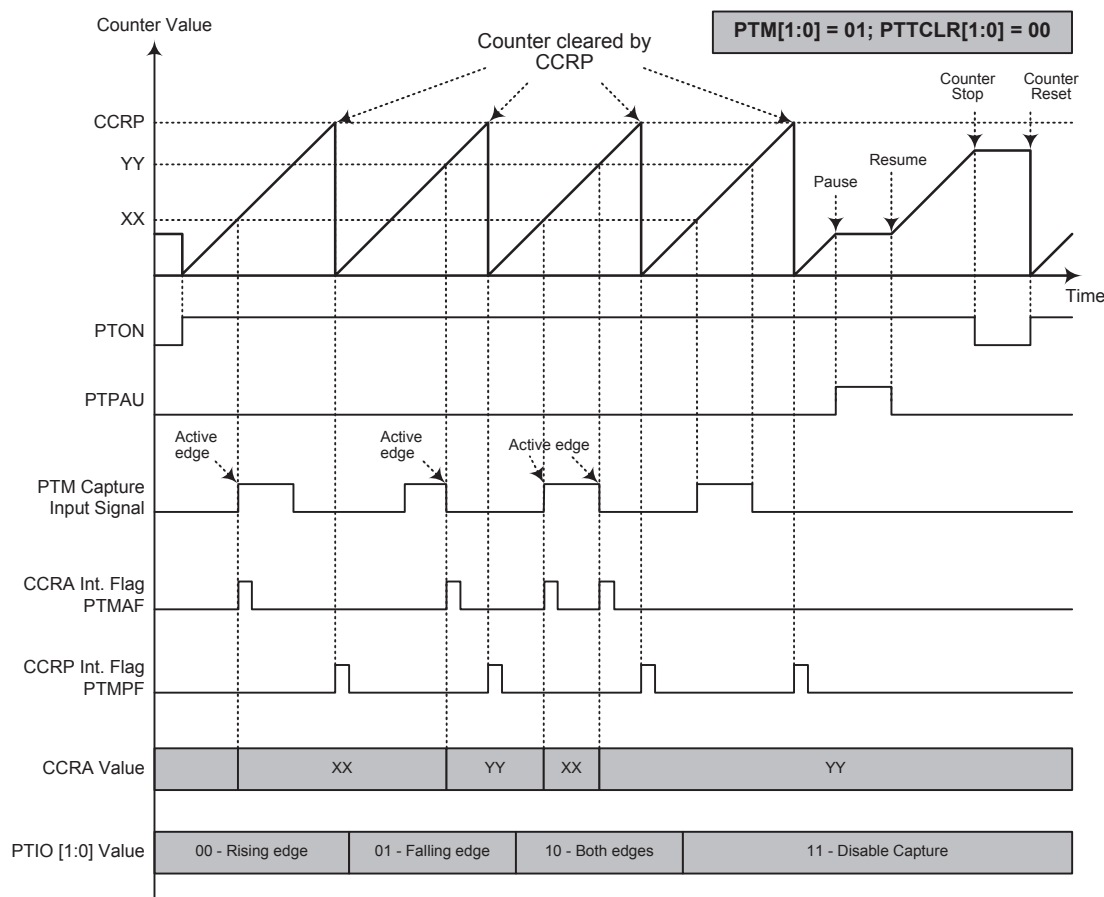 Counter Value
PTM[1:0] = 01; PTTCLR[1:0] = 00
Counter cleared by
CCRP
Counter
Stop
Counter
Reset
CCRP
YY
XX
Pause
Resume
Time
PTON
PTPAU
Active
edge
Active
edge
Active edge
PTM Capture
Input Signal
CCRA Int. Flag
PTMAF
CCRP Int. Flag
PTMPF
CCRA Value
XX
YY
XX
YY
PTIO [1:0] Value
00 - Rising edge
01 - Falling edge
10 - Both edges
11 - Disable Capture